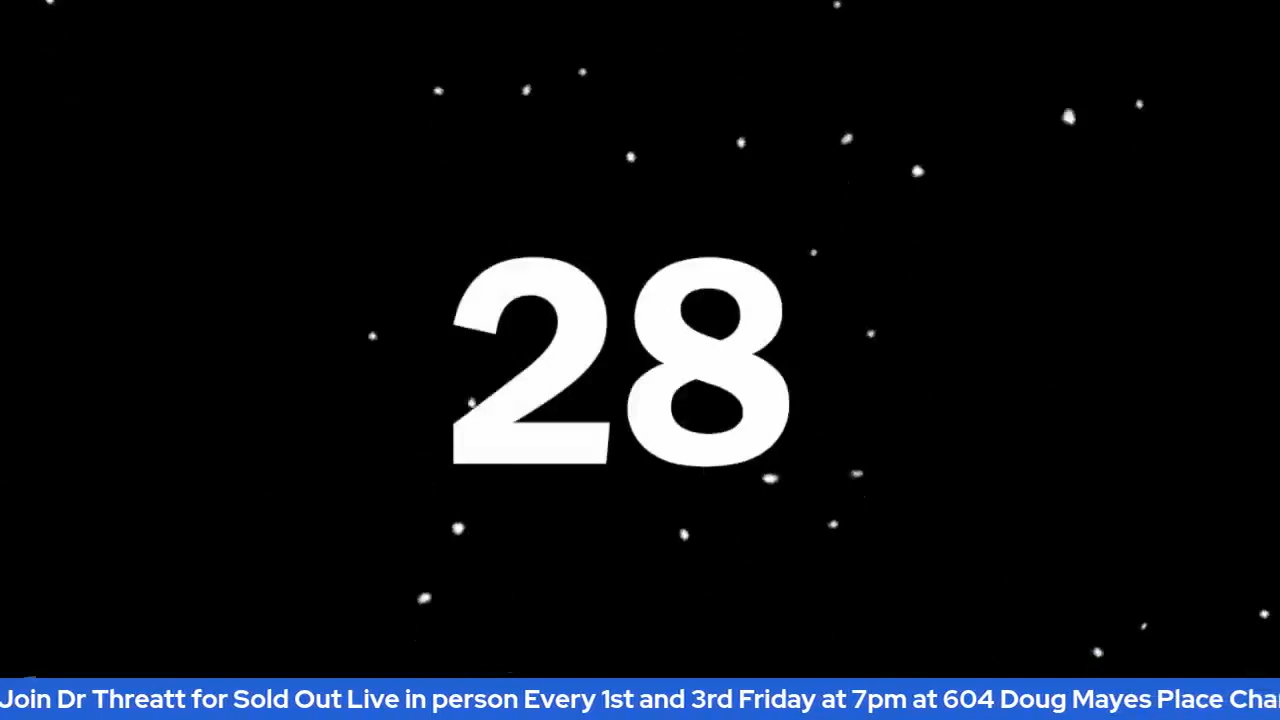 28
Join Dr Threatt for Sold Out Live in person Every 1st and 3rd Friday at 7pm at 604 Doug Mayes Place